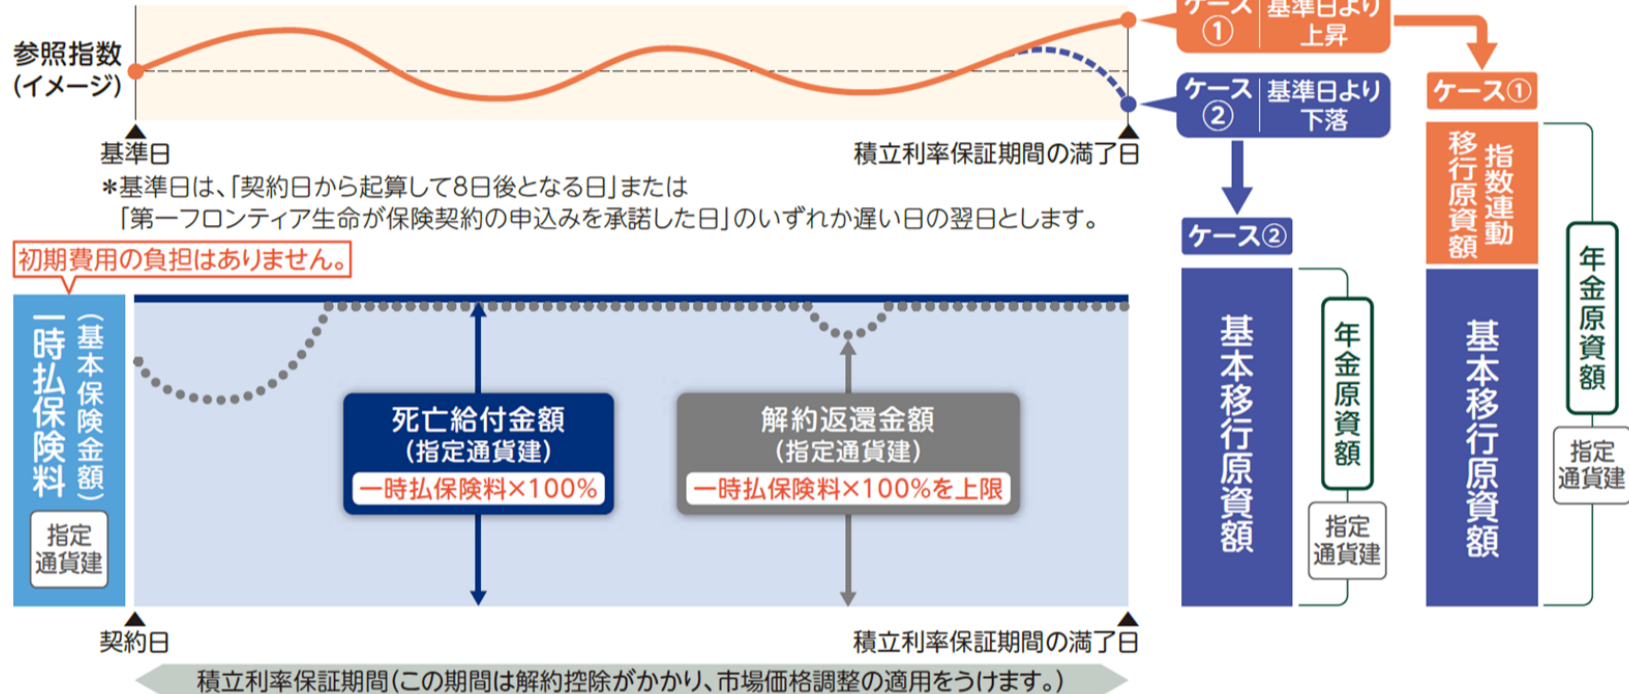 ケース
①
基準日より
上昇
参照指数
(イメージ)
ケース
②
基準日より
下落
ケース①
基準日
積立利率保証期間の満了日
*基準日は、「契約日から起算して8日後となる日」または
「第一フロンティア生命が保険契約の申込みを承諾した日」のいずれか遅い日の翌日とします。
ケース②
指数連動
移行原資額
年金原資額
指定
通貨建
基本移行原資額
初期費用の負担はありません。
一時払保険料
(基本保険金額)
指定
通貨建
死亡給付金額
(指定通貨建)
一時払保険料×100%
解約返還金額
(指定通貨建)
一時払保険料×100%を上限
基本移行原資額
年金原資額
指定
通貨建
契約日
積立利率保証期間の満了日
積立利率保証期間(この期間は解約控除がかかり、市場価格調整の適用をうけます。)